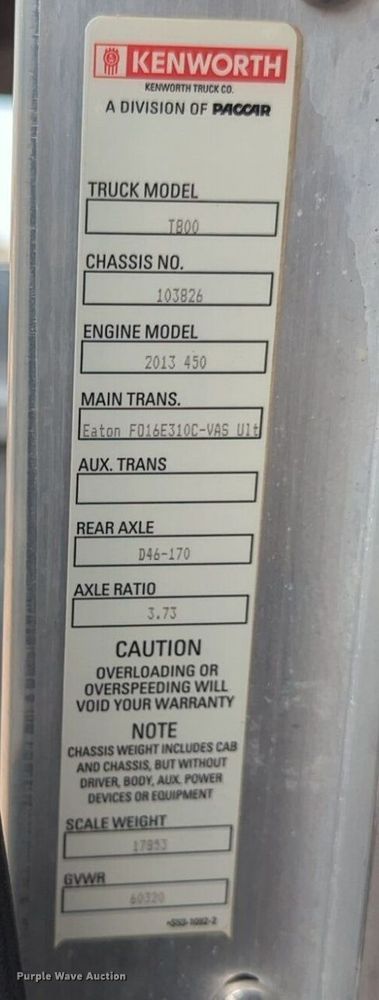 KENWORTH
KENWORTH TRUCK CO.
A DIVISION OF PACCAR
TRUCK MODEL
T800
CHASSIS NO.
103826
ENGINE MODEL
2013 450
MAIN TRANS.
Eaton FO16E310C-VAS Ult
AUX. TRANS
REAR AXLE
D46-170
AXLE RATIO
3.73
CAUTION
OVERLOADING OR
OVERSPEEDING WILL
VOID YOUR WARRANTY
NOTE
CHASSIS WEIGHT INCLUDES CAB
AND CHASSIS, BUT WITHOUT
DRIVER, BODY, AUX. POWER
DEVICES OR EQUIPMENT
SCALE WEIGHT
17953
GVWR
60320
Purple Wave Auction